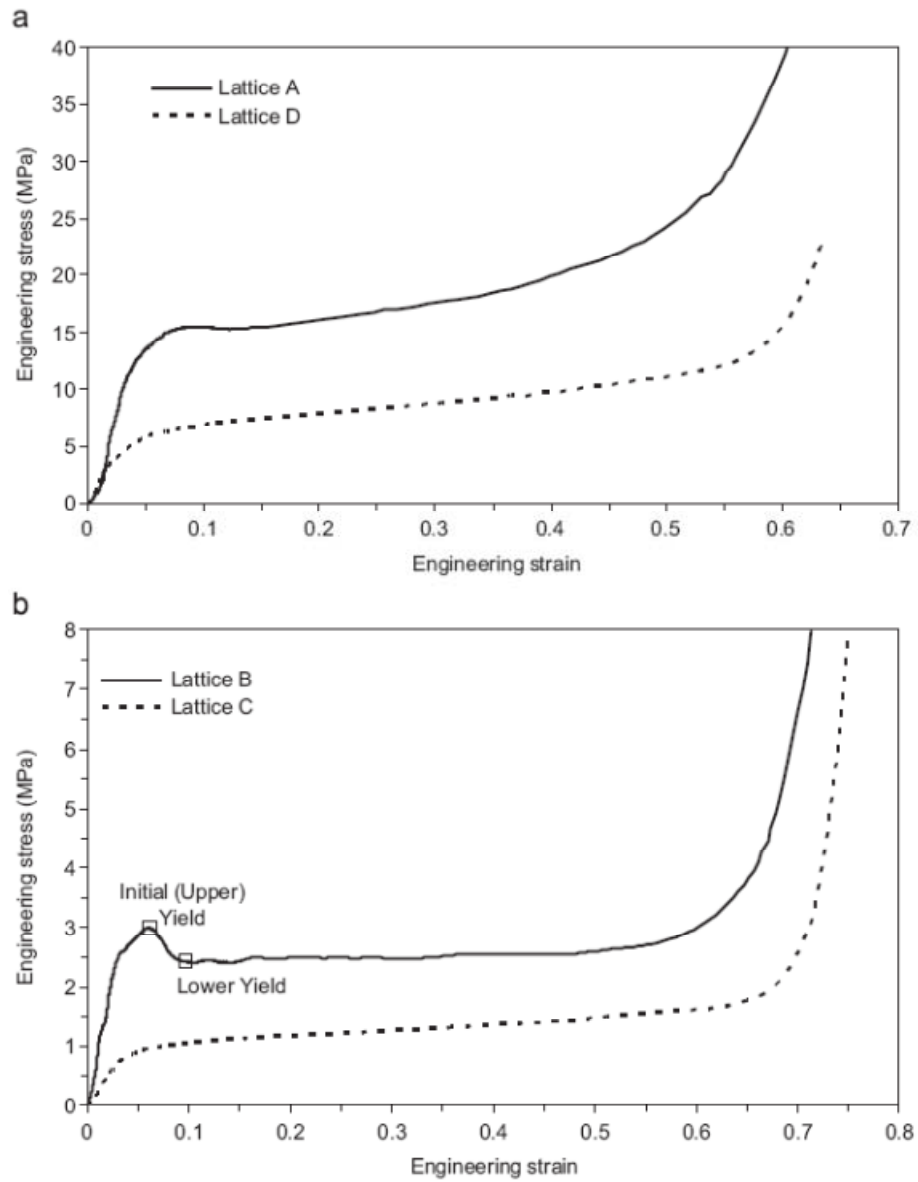 a
40
35
30
25
20
15
10
5
0
Engineering stress (MPa)
Lattice A
Lattice D
0 0.1 0.2 0.3 0.4 0.5 0.6 0.7
Engineering strain
b
8
7
6
5
4
3
2
1
0
Engineering stress (MPa)
Lattice B
Lattice C
Initial (Upper)
Yield
Lower Yield
0 0.1 0.2 0.3 0.4 0.5 0.6 0.7 0.8
Engineering strain